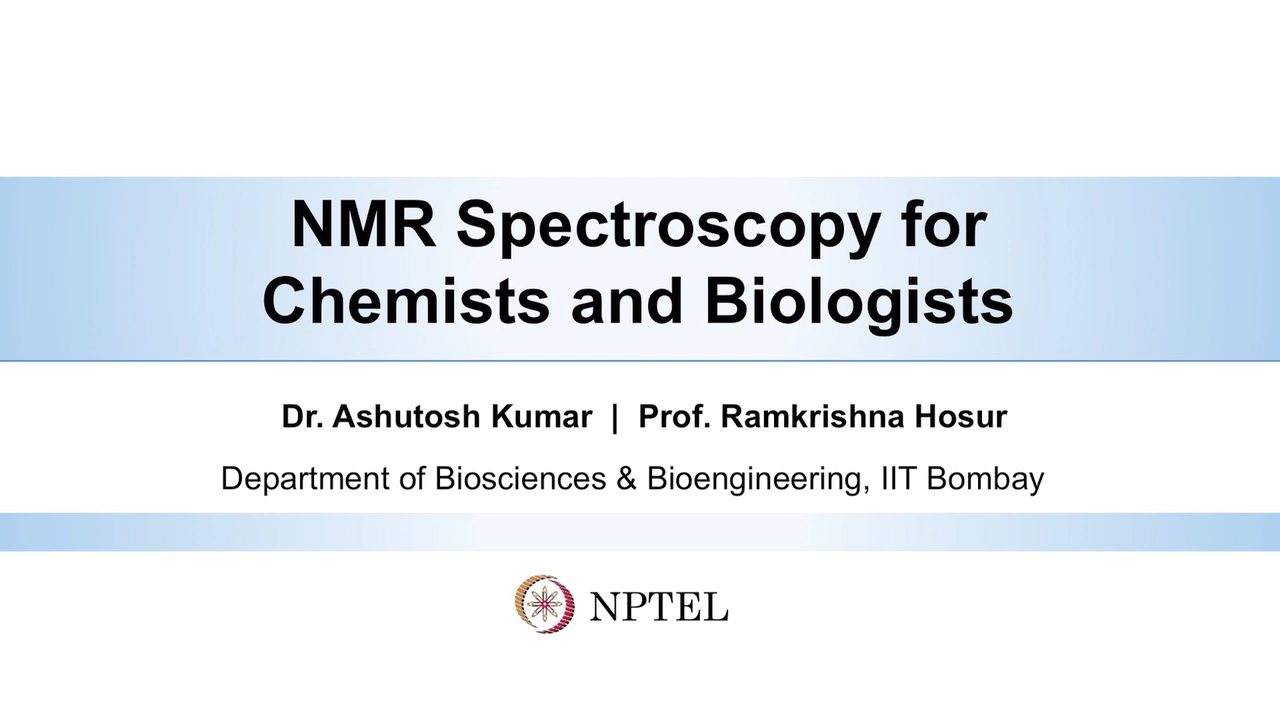 NMR Spectroscopy for
Chemists and Biologists
Dr. Ashutosh Kumar | Prof. Ramkrishna Hosur
Department of Biosciences & Bioengineering, IIT Bombay
NPTEL